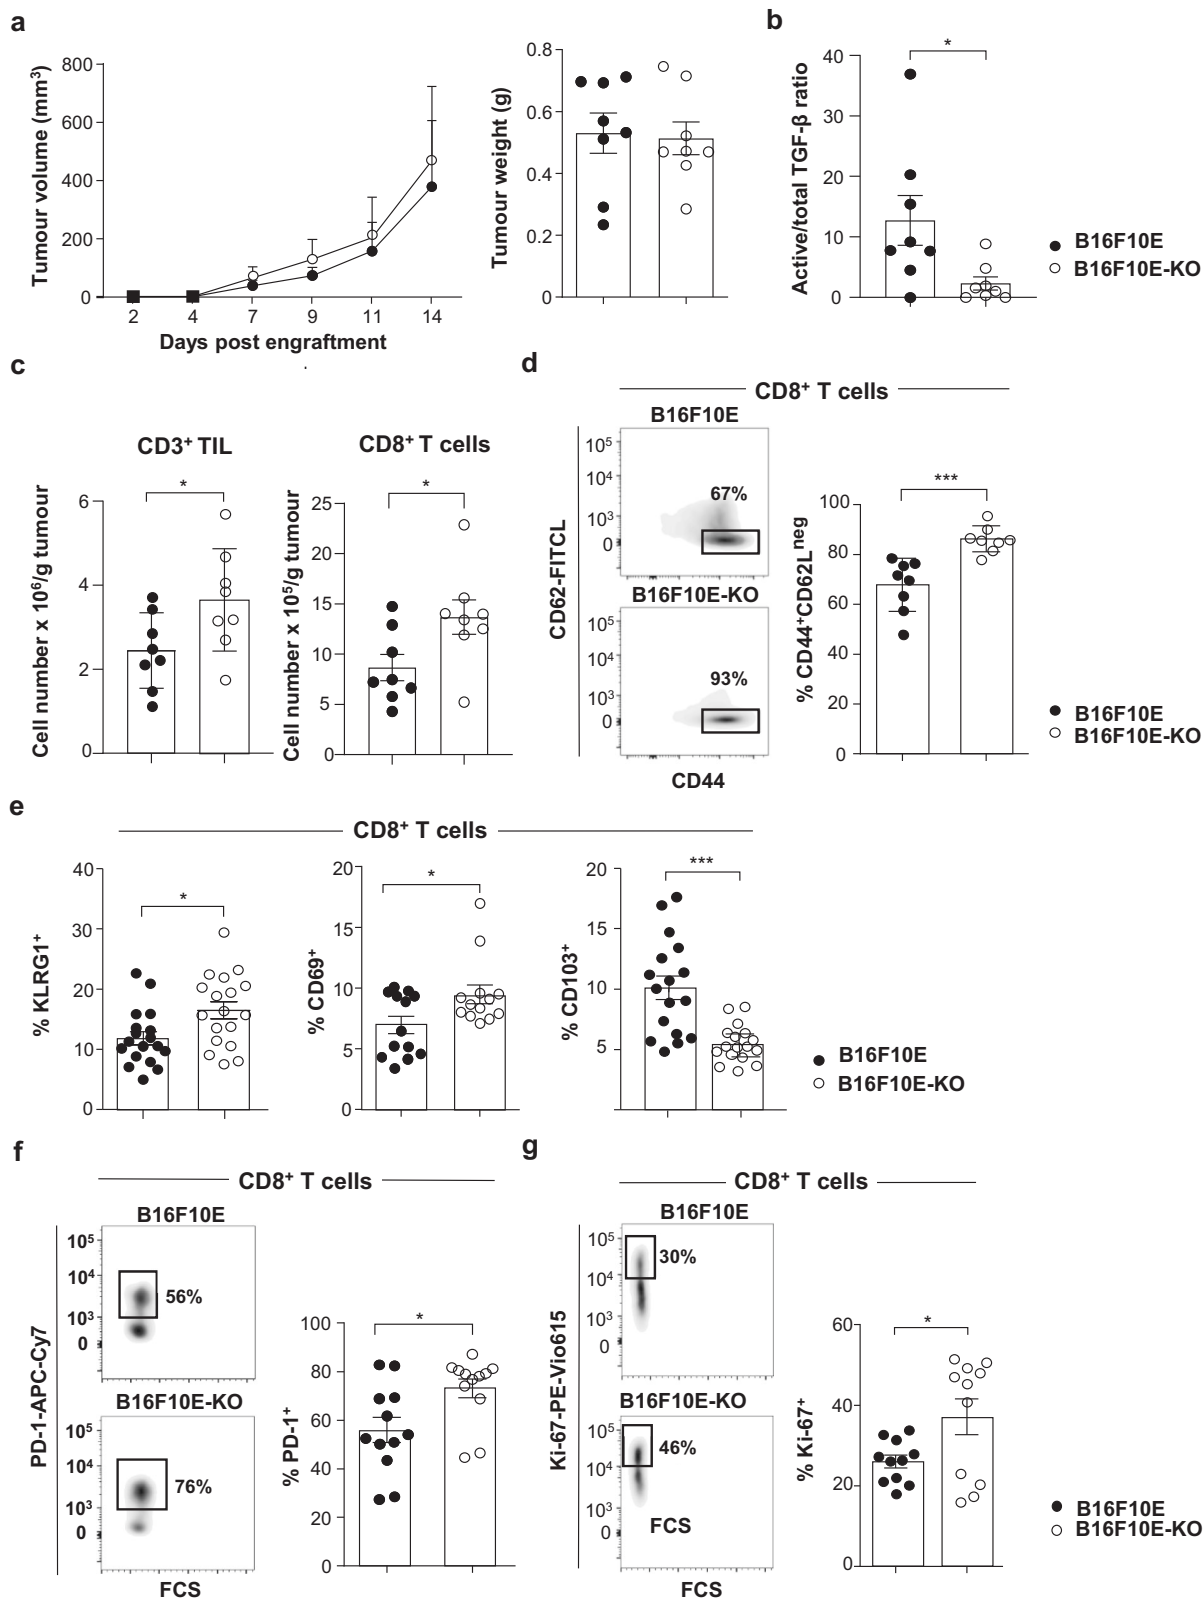 a
Tumour volume (mm³)
800
600
400
200
0
2 4 7 9 11 14
Days post engraftment
Tumour weight (g)
0.8
0.6
0.4
0.2
0
b
*
Active/total TGF-β ratio
40
30
20
10
0
B16F10E
B16F10E-KO
c
CD3⁺ TIL
*
Cell number x 10⁶/g tumour
6
4
2
0
CD8⁺ T cells
*
Cell number x 10⁵/g tumour
25
20
15
10
5
0
d
CD8⁺ T cells
B16F10E
CD62-FITCL
10⁵
10⁴
10³
0
67%
B16F10E-KO
10⁵
10⁴
10³
0
93%
CD44
***
% CD44⁺CD62Lⁿᵉᵍ
100
80
60
40
20
0
B16F10E
B16F10E-KO
e
CD8⁺ T cells
*
% KLRG1⁺
40
30
20
10
0
*
% CD69⁺
20
15
10
5
0
***
% CD103⁺
20
15
10
5
B16F10E
B16F10E-KO
f
CD8⁺ T cells
B16F10E
PD-1-APC-Cy7
10⁵
10⁴
10³
0
56%
B16F10E-KO
10⁵
10⁴
10³
0
76%
FCS
*
% PD-1⁺
100
80
60
40
20
0
g
CD8⁺ T cells
B16F10E
Ki-67-PE-Vio615
10⁵
10⁴
10³
0
30%
B16F10E-KO
10⁵
10⁴
10³
0
46%
FCS
FCS
*
% Ki-67⁺
60
40
20
0
B16F10E
B16F10E-KO